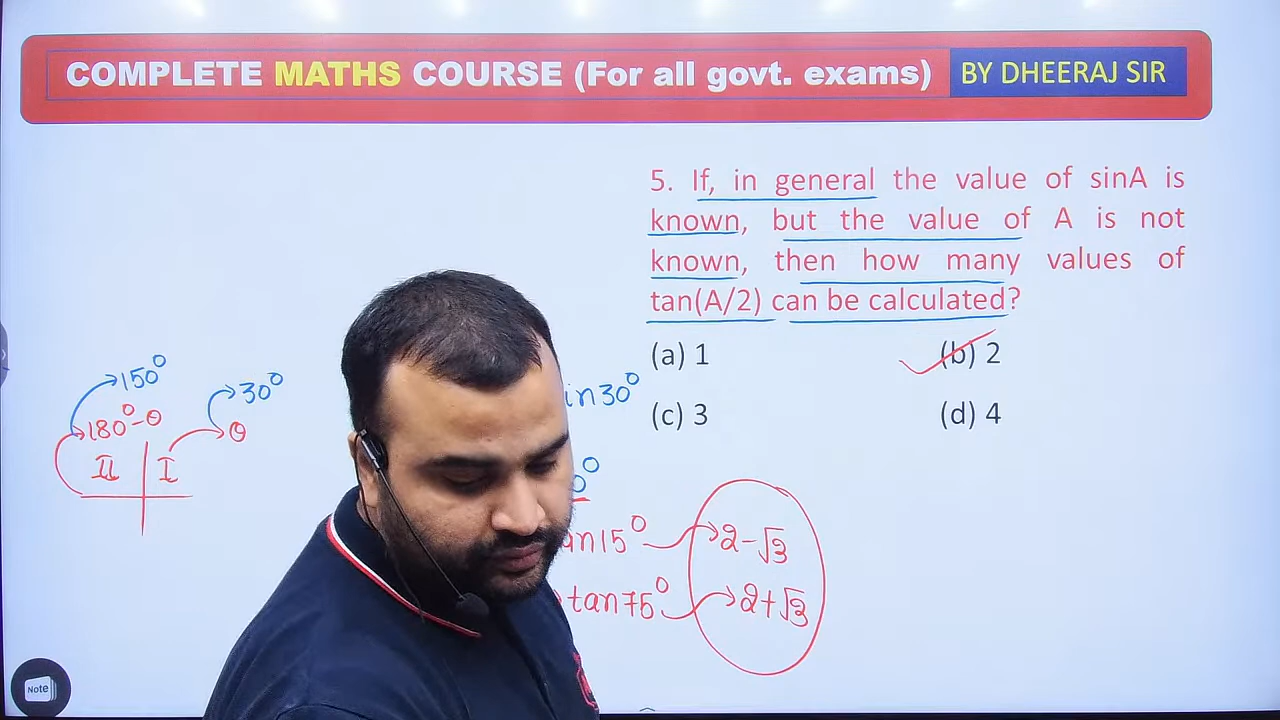 COMPLETE MATHS COURSE (For all govt. exams) BY DHEERAJ SIR
5. If, in general the value of sinA is
known, but the value of A is not
known, then how many values of
tan(A/2) can be calculated?
(a) 1 (b) 2
(c) 3 (d) 4
150°
30°
in30°
180°-θ
θ
II I
0°
an15° 2-√3
tan75° 2+√3
Note